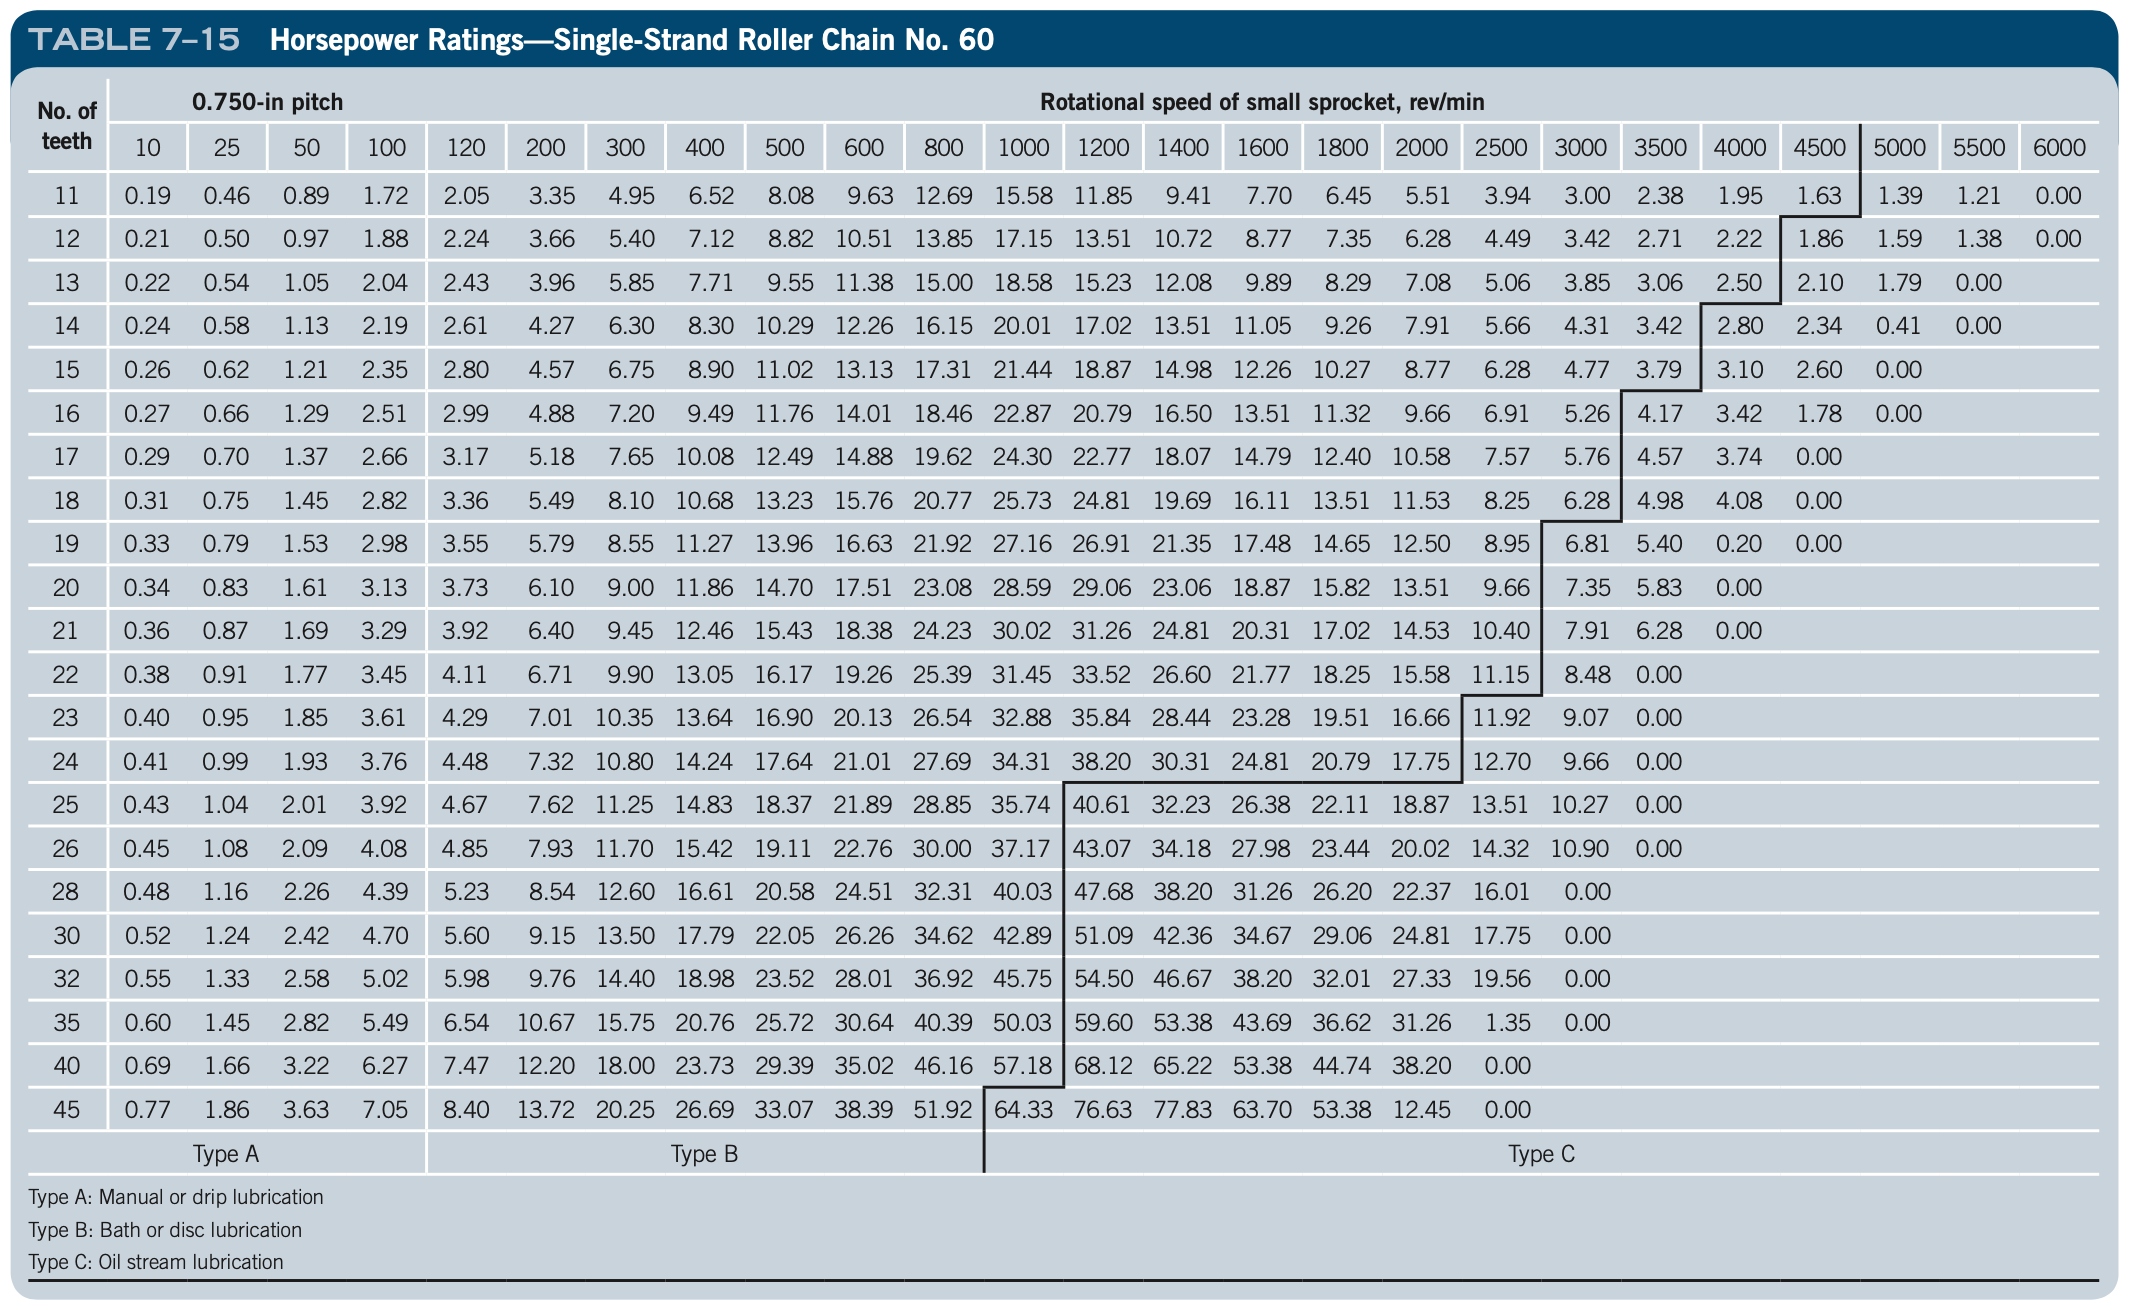 TABLE 7–15 Horsepower Ratings—Single-Strand Roller Chain No. 60
No. of teeth 0.750-in pitch Rotational speed of small sprocket, rev/min
10 25 50 100 120 200 300 400 500 600 800 1000 1200 1400 1600 1800 2000 2500 3000 3500 4000 4500 5000 5500 6000
11 0.19 0.46 0.89 1.72 2.05 3.35 4.95 6.52 8.08 9.63 12.69 15.58 11.85 9.41 7.70 6.45 5.51 3.94 3.00 2.38 1.95 1.63 1.39 1.21 0.00
12 0.21 0.50 0.97 1.88 2.24 3.66 5.40 7.12 8.82 10.51 13.85 17.15 13.51 10.72 8.77 7.35 6.28 4.49 3.42 2.71 2.22 1.86 1.59 1.38 0.00
13 0.22 0.54 1.05 2.04 2.43 3.96 5.85 7.71 9.55 11.38 15.00 18.58 15.23 12.08 9.89 8.29 7.08 5.06 3.85 3.06 2.50 2.10 1.79 0.00
14 0.24 0.58 1.13 2.19 2.61 4.27 6.30 8.30 10.29 12.26 16.15 20.01 17.02 13.51 11.05 9.26 7.91 5.66 4.31 3.42 2.80 2.34 0.41 0.00
15 0.26 0.62 1.21 2.35 2.80 4.57 6.75 8.90 11.02 13.13 17.31 21.44 18.87 14.98 12.26 10.27 8.77 6.28 4.77 3.79 3.10 2.60 0.00
16 0.27 0.66 1.29 2.51 2.99 4.88 7.20 9.49 11.76 14.01 18.46 22.87 20.79 16.50 13.51 11.32 9.66 6.91 5.26 4.17 3.42 1.78 0.00
17 0.29 0.70 1.37 2.66 3.17 5.18 7.65 10.08 12.49 14.88 19.62 24.30 22.77 18.07 14.79 12.40 10.58 7.57 5.76 4.57 3.74 0.00
18 0.31 0.75 1.45 2.82 3.36 5.49 8.10 10.68 13.23 15.76 20.77 25.73 24.81 19.69 16.11 13.51 11.53 8.25 6.28 4.98 4.08 0.00
19 0.33 0.79 1.53 2.98 3.55 5.79 8.55 11.27 13.96 16.63 21.92 27.16 26.91 21.35 17.48 14.65 12.50 8.95 6.81 5.40 0.20 0.00
20 0.34 0.83 1.61 3.13 3.73 6.10 9.00 11.86 14.70 17.51 23.08 28.59 29.06 23.06 18.87 15.82 13.51 9.66 7.35 5.83 0.00
21 0.36 0.87 1.69 3.29 3.92 6.40 9.45 12.46 15.43 18.38 24.23 30.02 31.26 24.81 20.31 17.02 14.53 10.40 7.91 6.28 0.00
22 0.38 0.91 1.77 3.45 4.11 6.71 9.90 13.05 16.17 19.26 25.39 31.45 33.52 26.60 21.77 18.25 15.58 11.15 8.48 0.00
23 0.40 0.95 1.85 3.61 4.29 7.01 10.35 13.64 16.90 20.13 26.54 32.88 35.84 28.44 23.28 19.51 16.66 11.92 9.07 0.00
24 0.41 0.99 1.93 3.76 4.48 7.32 10.80 14.24 17.64 21.01 27.69 34.31 38.20 30.31 24.81 20.79 17.75 12.70 9.66 0.00
25 0.43 1.04 2.01 3.92 4.67 7.62 11.25 14.83 18.37 21.89 28.85 35.74 40.61 32.23 26.38 22.11 18.87 13.51 10.27 0.00
26 0.45 1.08 2.09 4.08 4.85 7.93 11.70 15.42 19.11 22.76 30.00 37.17 43.07 34.18 27.98 23.44 20.02 14.32 10.90 0.00
28 0.48 1.16 2.26 4.39 5.23 8.54 12.60 16.61 20.58 24.51 32.31 40.03 47.68 38.20 31.26 26.20 22.37 16.01 0.00
30 0.52 1.24 2.42 4.70 5.60 9.15 13.50 17.79 22.05 26.26 34.62 42.89 51.09 42.36 34.67 29.06 24.81 17.75 0.00
32 0.55 1.33 2.58 5.02 5.98 9.76 14.40 18.98 23.52 28.01 36.92 45.75 54.50 46.67 38.20 32.01 27.33 19.56 0.00
35 0.60 1.45 2.82 5.49 6.54 10.67 15.75 20.76 25.72 30.64 40.39 50.03 59.60 53.38 43.69 36.62 31.26 1.35 0.00
40 0.69 1.66 3.22 6.27 7.47 12.20 18.00 23.73 29.39 35.02 46.16 57.18 68.12 65.22 53.38 44.74 38.20 0.00
45 0.77 1.86 3.63 7.05 8.40 13.72 20.25 26.69 33.07 38.39 51.92 64.33 76.63 77.83 63.70 53.38 12.45 0.00
Type A Type B Type C
Type A: Manual or drip lubrication
Type B: Bath or disc lubrication
Type C: Oil stream lubrication